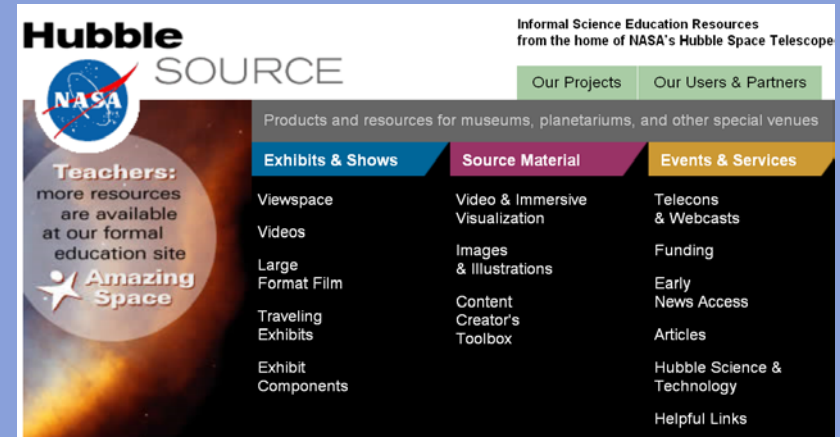 Hubble
SOURCE
NASA
Informal Science Education Resources
from the home of NASA's Hubble Space Telescope
Our Projects
Our Users & Partners
Products and resources for museums, planetariums, and other special venues
Teachers:
more resources
are available
at our formal
education site
Amazing
Space
Exhibits & Shows
Viewspace
Videos
Large
Format Film
Traveling
Exhibits
Exhibit
Components
Source Material
Video & Immersive
Visualization
Images
& Illustrations
Content
Creator's
Toolbox
Events & Services
Telecons
& Webcasts
Funding
Early
News Access
Articles
Hubble Science &
Technology
Helpful Links